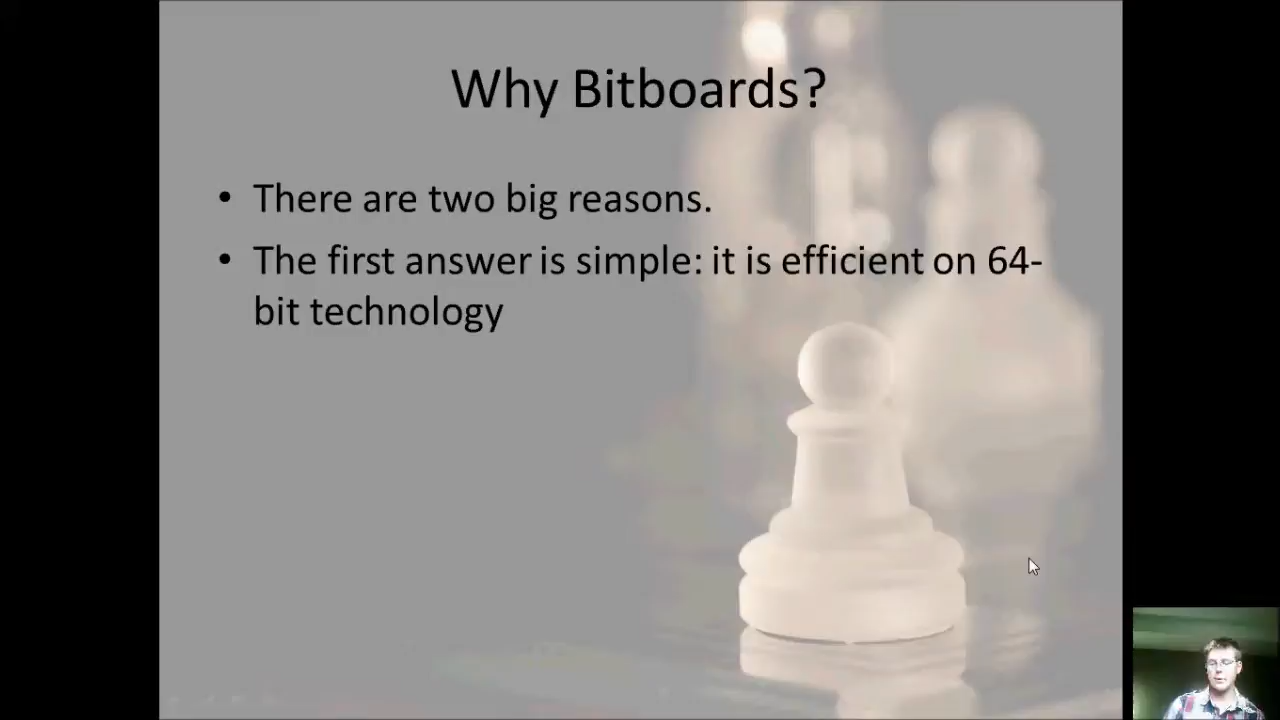 Why Bitboards?
• There are two big reasons.
• The first answer is simple: it is efficient on 64-
bit technology